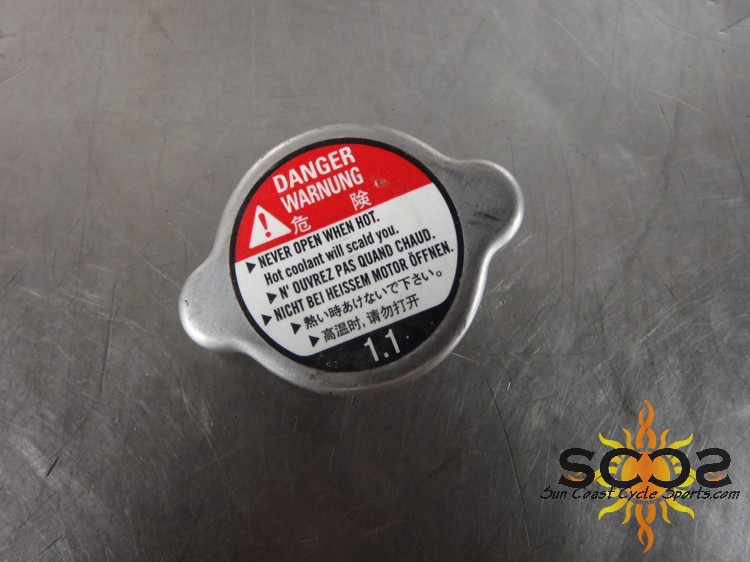 DANGER
WARNUNG
危 険
NEVER OPEN WHEN HOT.
Hot coolant will scald you.
N' OUVREZ PAS QUAND CHAUD.
NICHT BEI HEISSEM MOTOR ÖFFNEN.
熱い時あけないで下さい。
高温时,请勿打开
1.1
SCCS
Sun Coast Cycle Sports.com